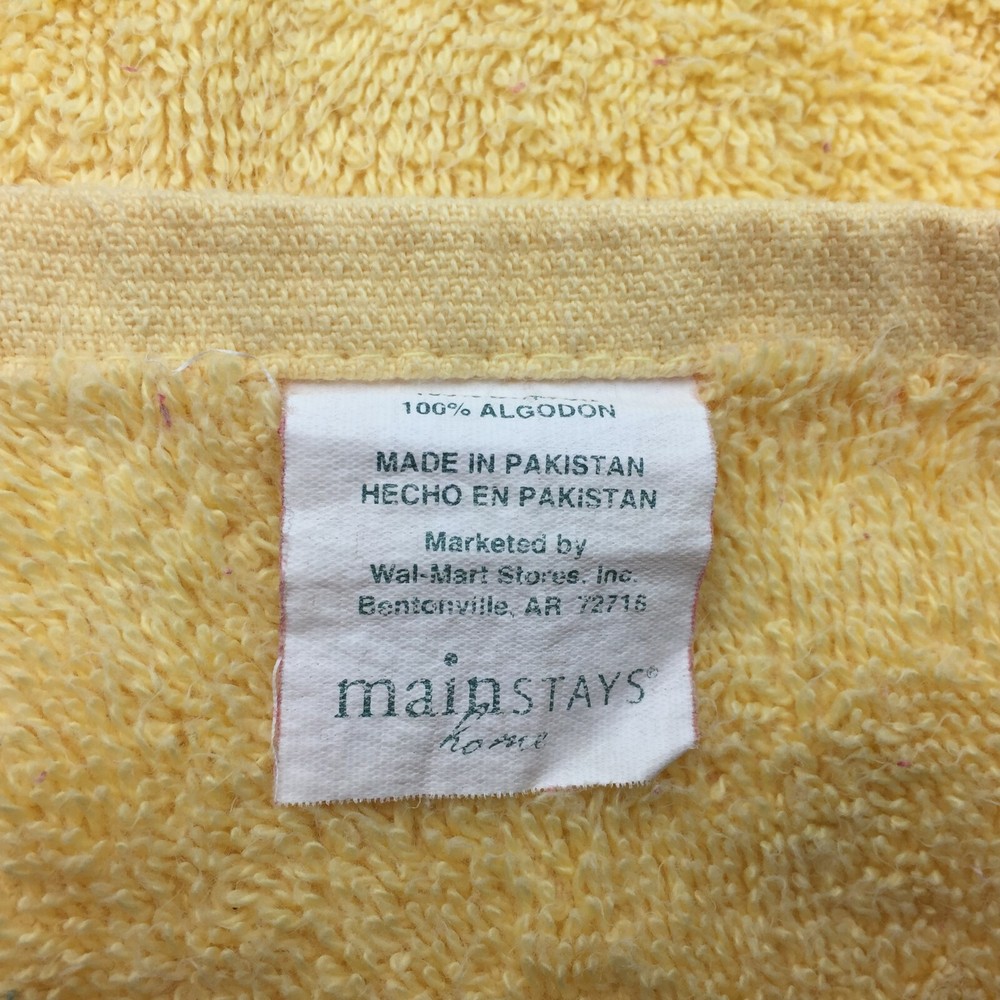 100% ALGODON
MADE IN PAKISTAN
HECHO EN PAKISTAN
Marketed by
Wal-Mart Stores, Inc.
Bentonville, AR 72716
mainSTAYS®
home